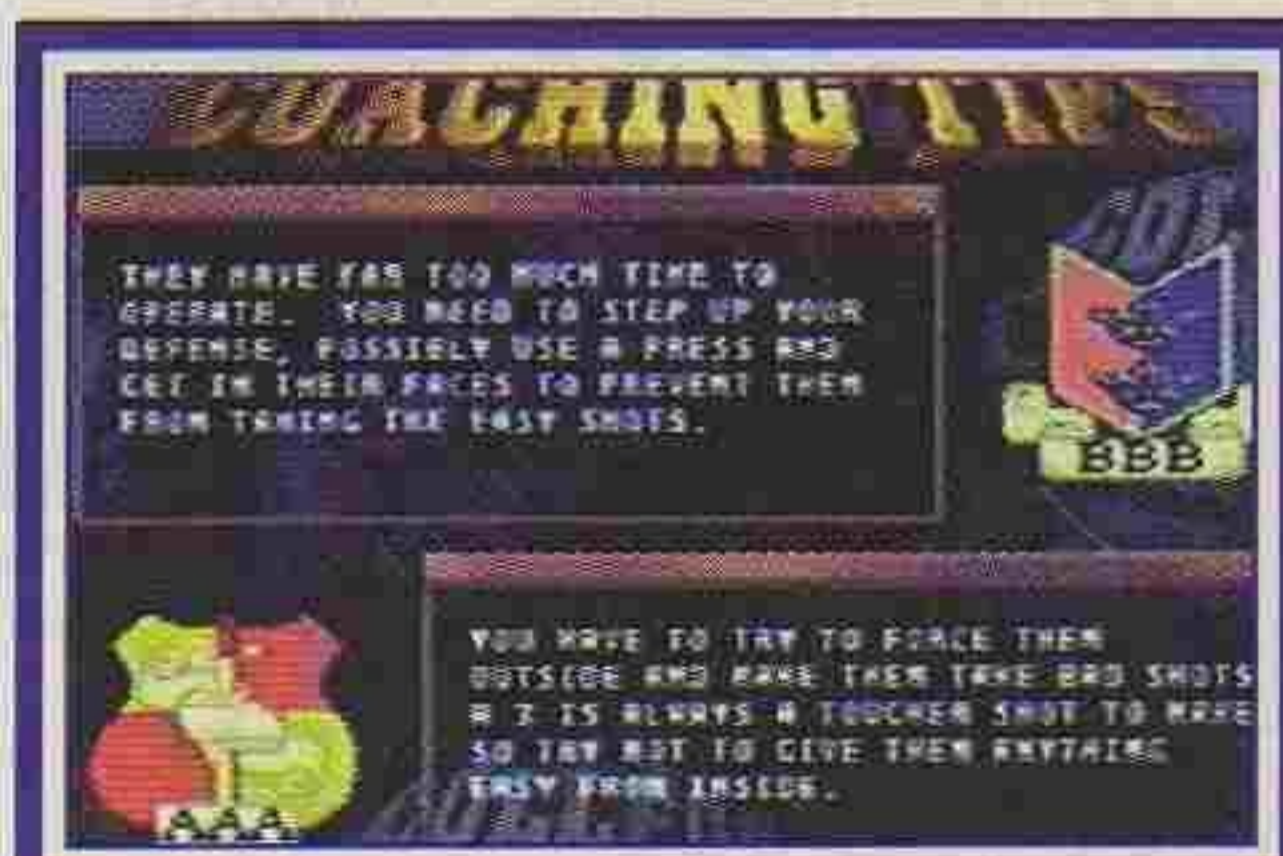 COACHING TIPS
THEY HAVE FAR TOO MUCH TIME TO
OPERATE. YOU NEED TO STEP UP YOUR
DEFENSE, POSSIBLY USE A PRESS AND
GET IN THEIR FACES TO PREVENT THEM
FROM TAKING THE EASY SHOTS.
BBB
YOU HAVE TO TRY TO FORCE THEM
OUTSIDE AND MAKE THEM TAKE BAD SHOTS
A 3 IS ALWAYS A TOUGHER SHOT TO MAKE
SO TRY NOT TO GIVE THEM ANYTHING
EASY FROM INSIDE.
AAA